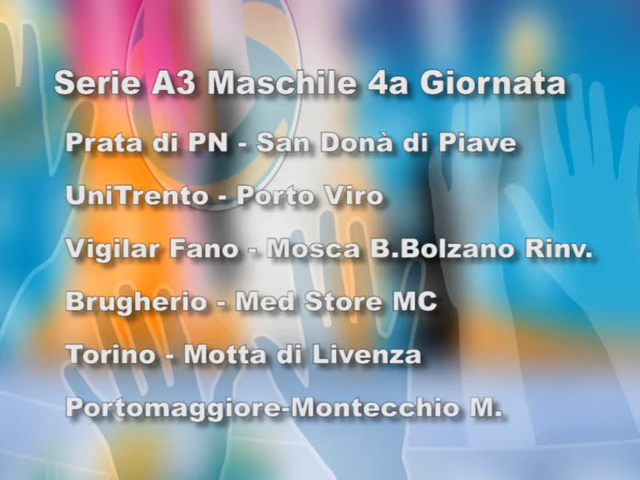 Serie A3 Maschile 4a Giornata
Prata di PN - San Donà di Piave
UniTrento - Porto Viro
Vigilar Fano - Mosca B.Bolzano Rinv.
Brugherio - Med Store MC
Torino - Motta di Livenza
Portomaggiore-Montecchio M.